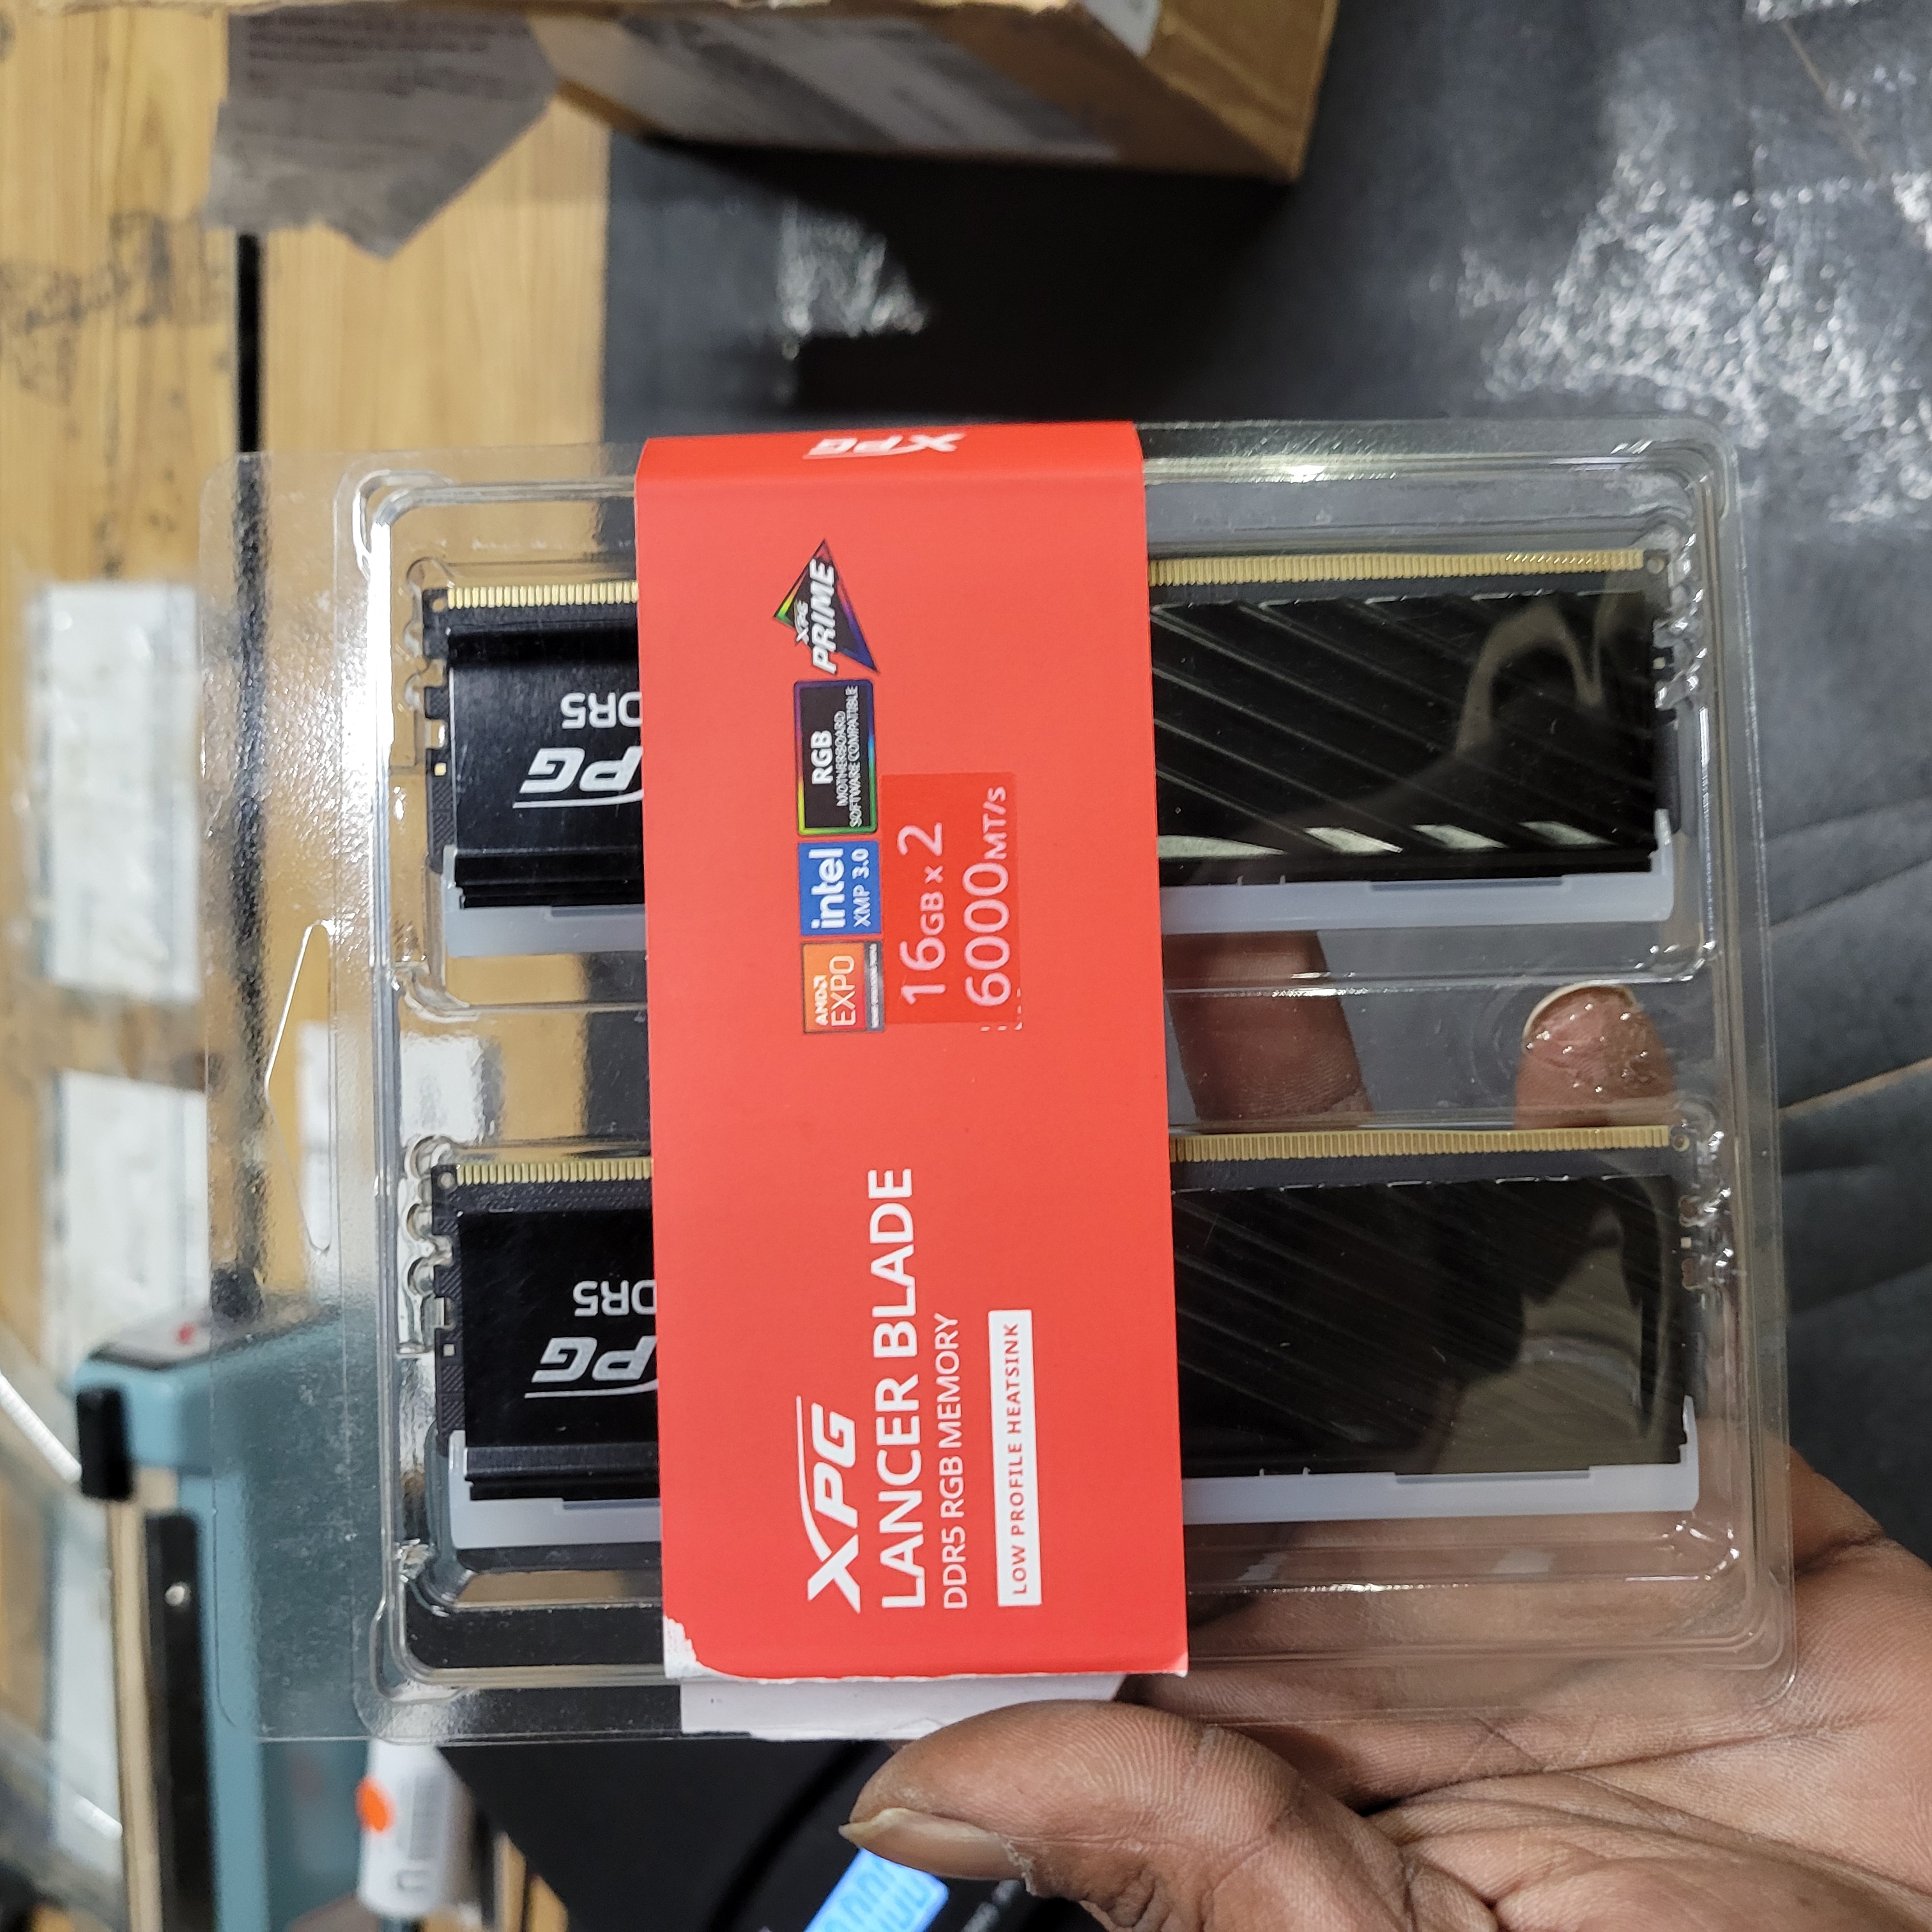 XPG
XPG
LANCER BLADE
DDR5 RGB MEMORY
LOW PROFILE HEATSINK
AMD
EXPO
intel
XMP 3.0
RGB
MOTHERBOARD
SOFTWARE COMPATIBLE
XPG
PRIME
16GB x 2
6000MT/s
DR5
PG
DR5
PG